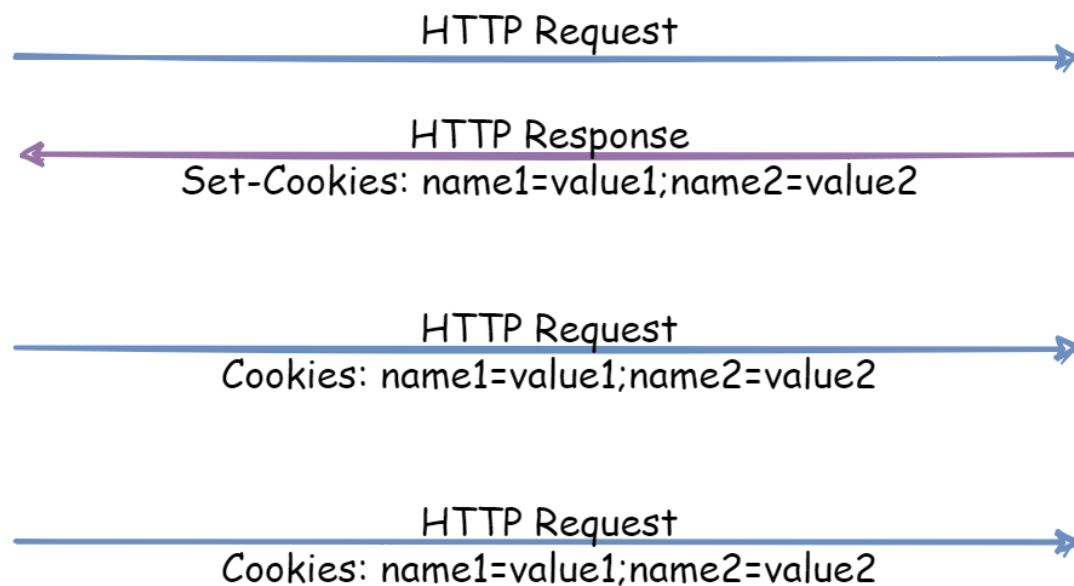 HTTP Request
HTTP Response
Set-Cookies: name1=value1;name2=value2
HTTP Request
Cookies: name1=value1;name2=value2
HTTP Request
Cookies: name1=value1;name2=value2